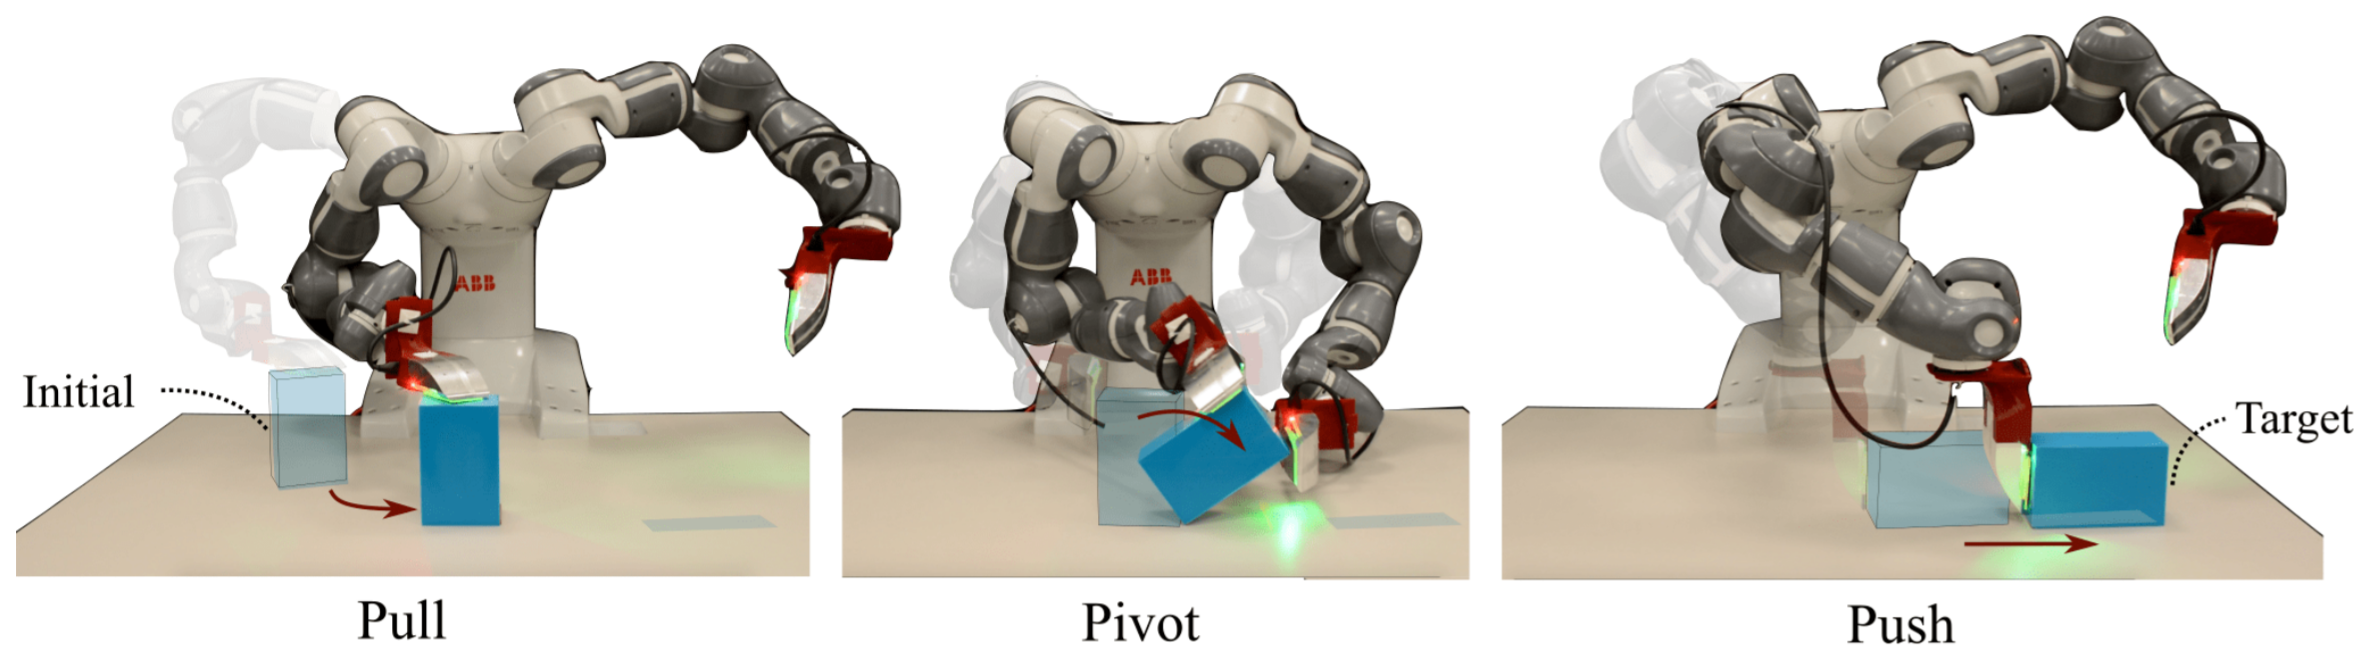 Initial
ABB
Pull
ABB
Pivot
Target
Push